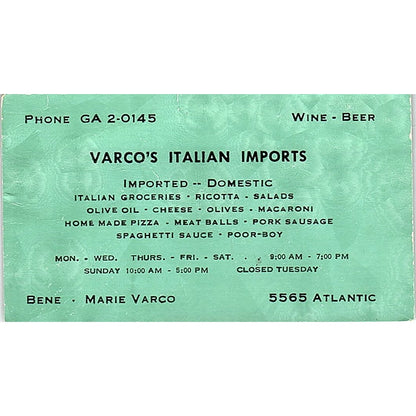 PHONE GA 2-0145 WINE - BEER
VARCO'S ITALIAN IMPORTS
IMPORTED -- DOMESTIC
ITALIAN GROCERIES - RICOTTA - SALADS
OLIVE OIL - CHEESE - OLIVES - MACARONI
HOME MADE PIZZA - MEAT BALLS - PORK SAUSAGE
SPAGHETTI SAUCE - POOR-BOY
MON. - WED. THURS. - FRI. - SAT. . 9:00 AM - 7:00 PM
SUNDAY 10:00 AM - 5:00 PM CLOSED TUESDAY
BENE - MARIE VARCO 5565 ATLANTIC